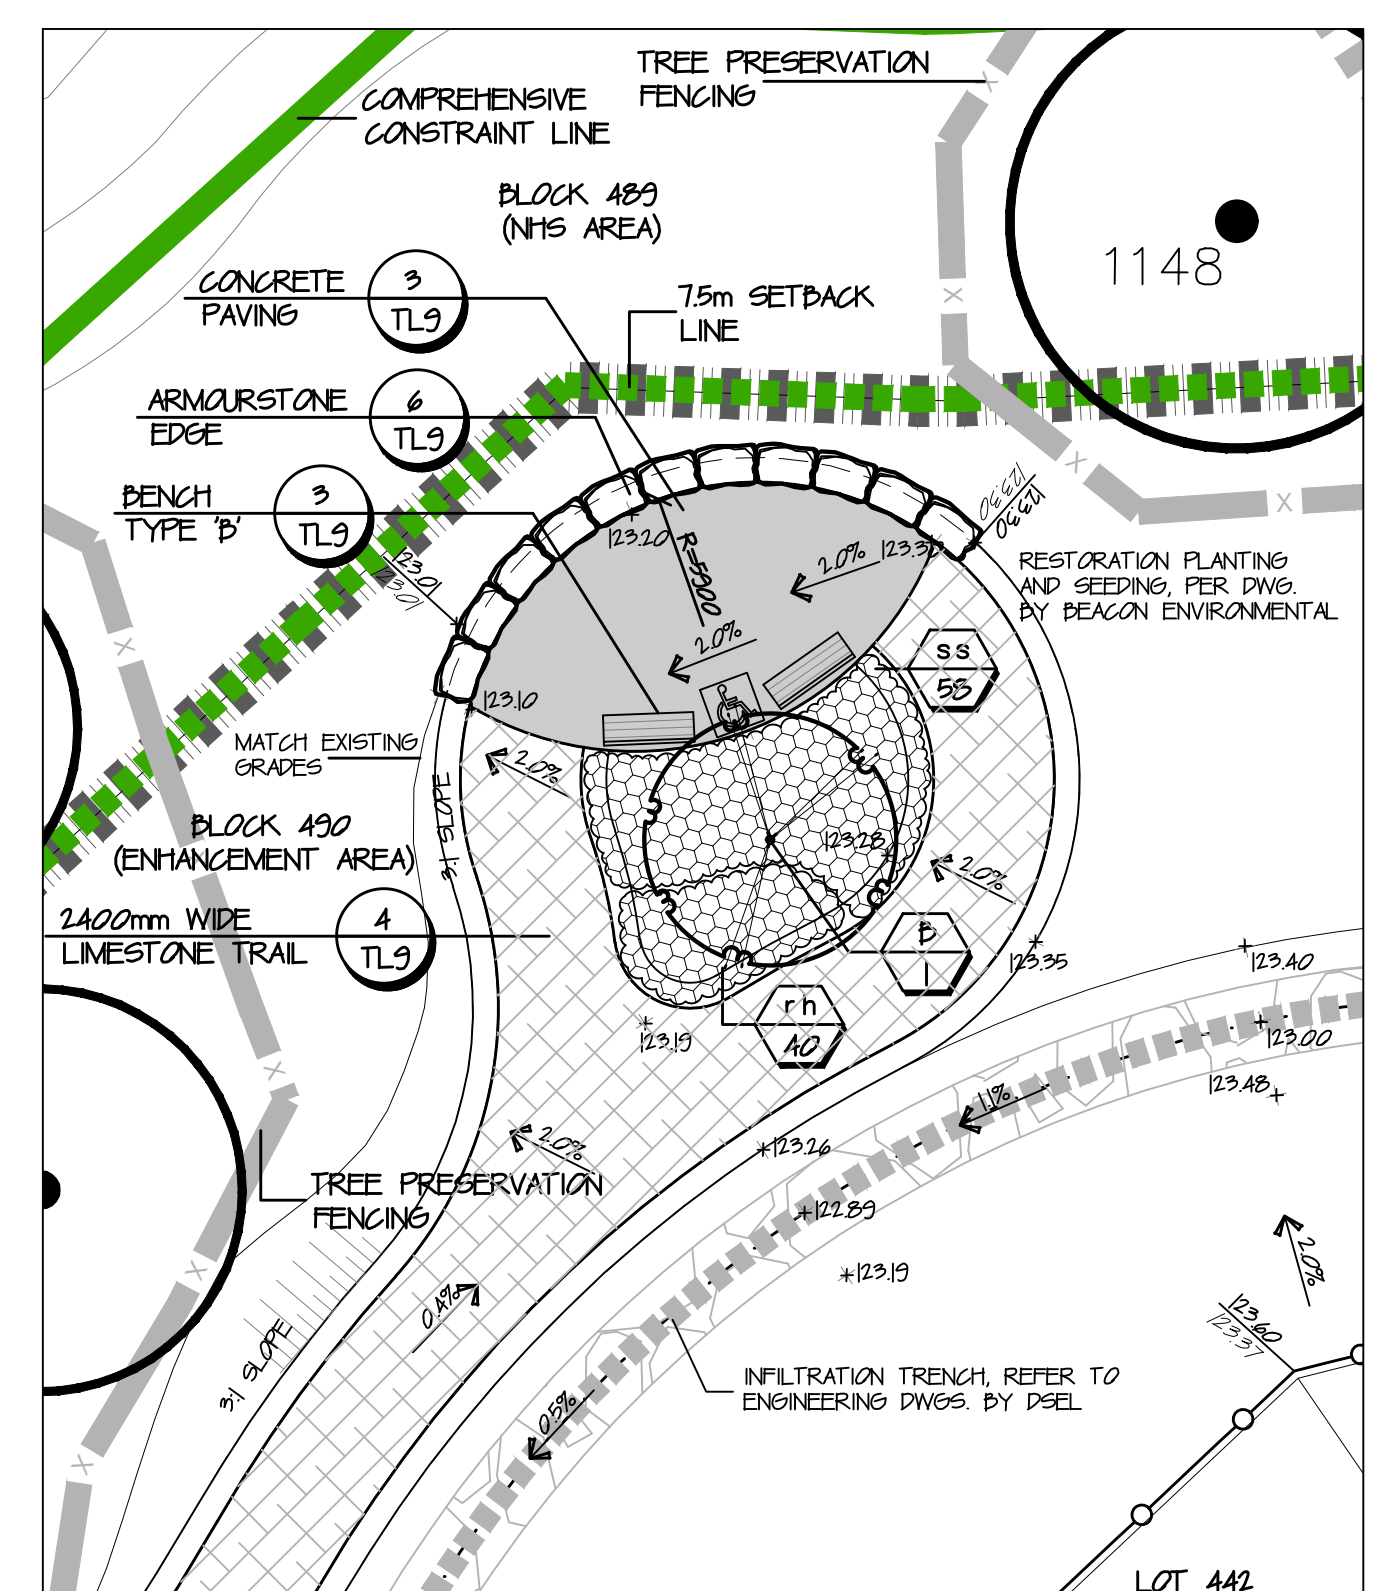 TREE PRESERVATION
FENCING
COMPREHENSIVE
CONSTRAINT LINE
BLOCK 489
(NHS AREA)
1148
CONCRETE
PAVING
3
TL9
7.5m SETBACK
LINE
ARMOURSTONE
EDGE
6
TL9
BENCH
TYPE 'B'
3
TL9
123.01
123.01
123.20
R=5900
2.0%
123.3
123.30
123.30
RESTORATION PLANTING
AND SEEDING, PER DWG.
BY BEACON ENVIRONMENTAL
2.0%
ss
58
123.10
MATCH EXISTING
GRADES
2.0%
3:1 SLOPE
BLOCK 490
(ENHANCEMENT AREA)
123.28
2.0%
2400mm WIDE
LIMESTONE TRAIL
4
TL9
B
1
123.35
123.40
rh
40
123.19
123.00
123.48
1.1%
2.0%
123.26
TREE PRESERVATION
FENCING
122.89
123.19
2.0%
0.4%
123.60
123.37
3:1 SLOPE
INFILTRATION TRENCH, REFER TO
ENGINEERING DWGS. BY DSEL
0.5%
LOT 442
X
X
X
X
X
X
X
X